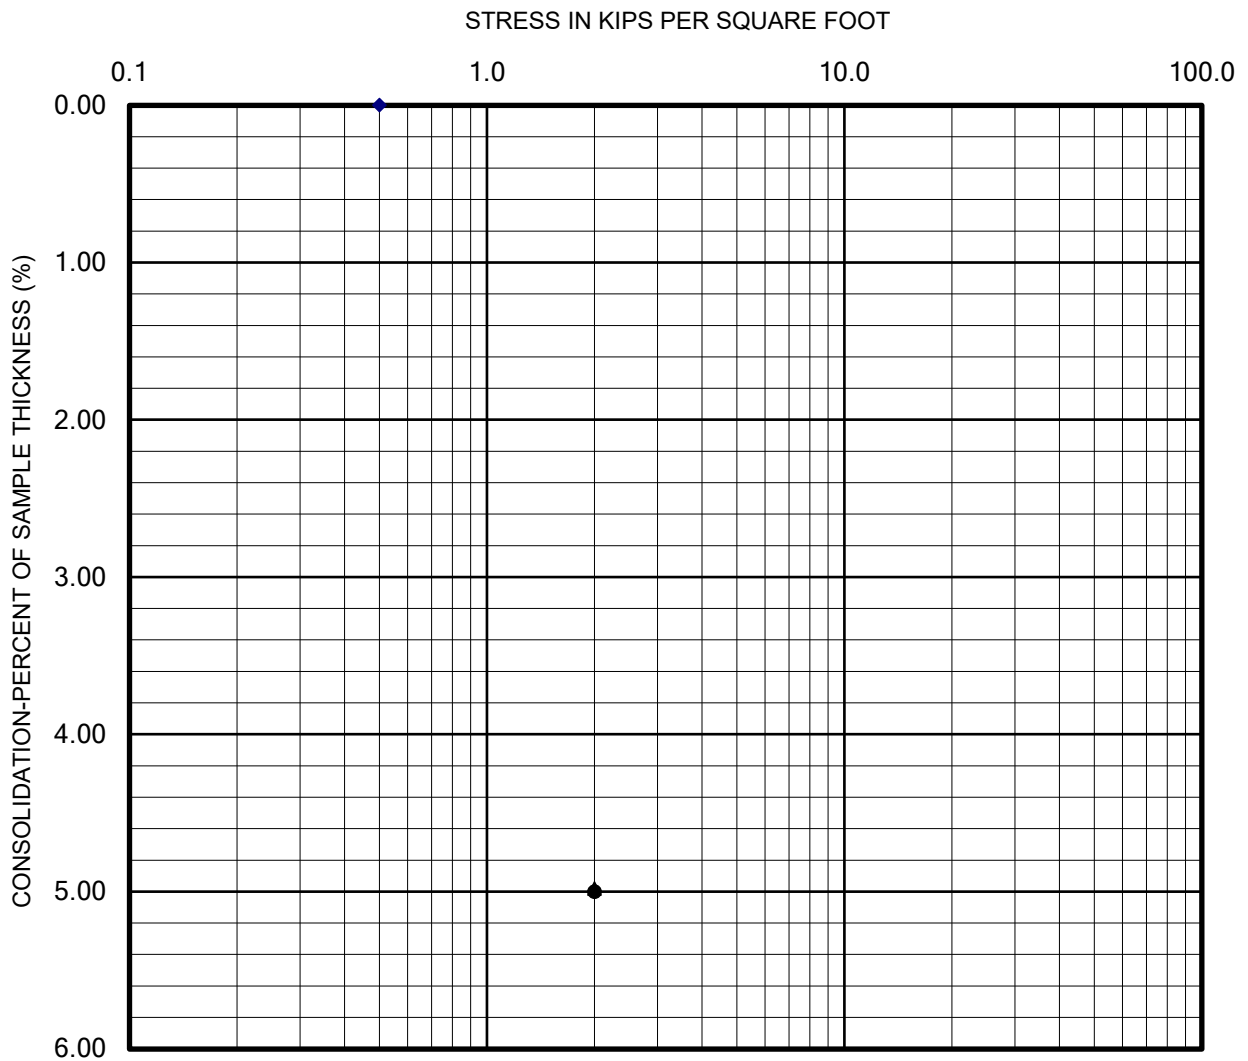 STRESS IN KIPS PER SQUARE FOOT
0.1 1.0 10.0 100.0
0.00
1.00
2.00
3.00
4.00
5.00
6.00
CONSOLIDATION-PERCENT OF SAMPLE THICKNESS (%)